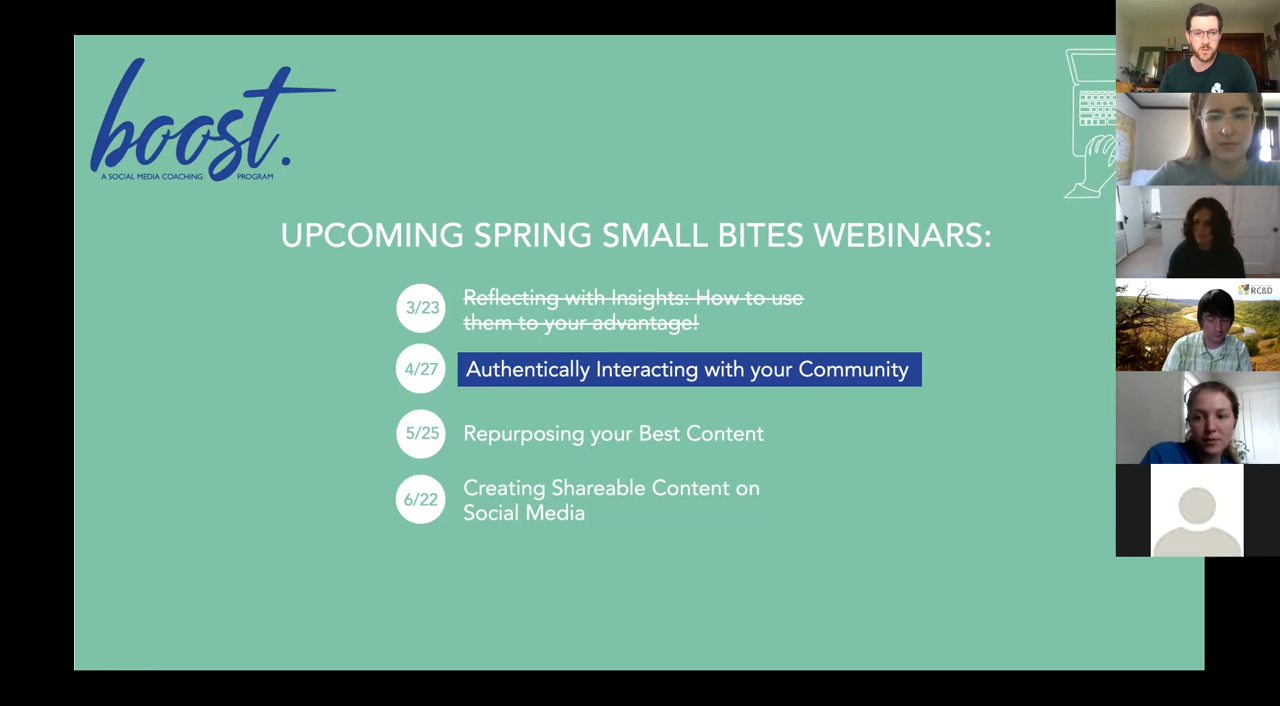 boost.
A SOCIAL MEDIA COACHING PROGRAM
UPCOMING SPRING SMALL BITES WEBINARS:
3/23
Reflecting with Insights: How to use
them to your advantage!
4/27
Authentically Interacting with your Community
5/25
Repurposing your Best Content
6/22
Creating Shareable Content on
Social Media
RC&D